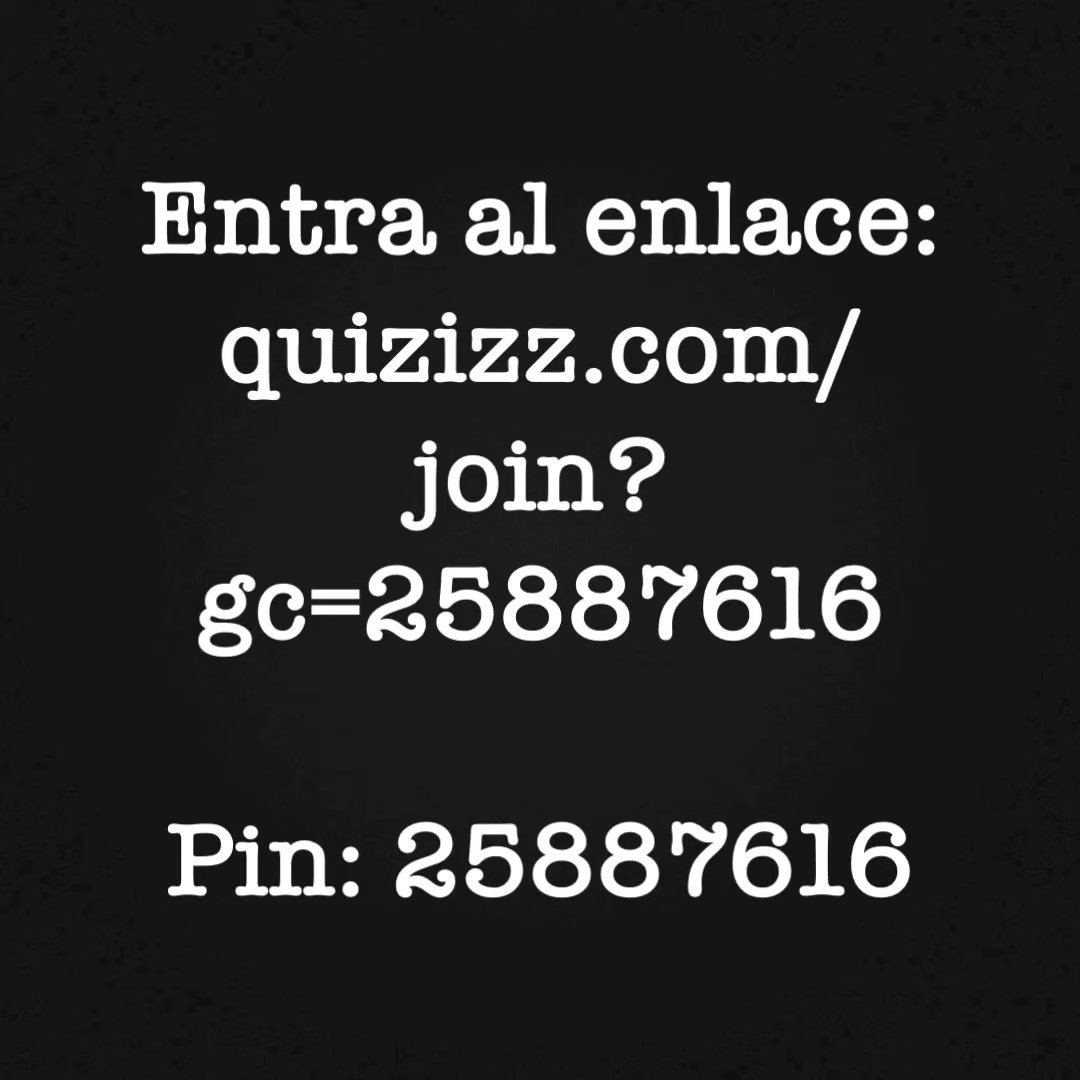 Entra al enlace:
quizizz.com/
join?
gc=25887616
Pin: 25887616